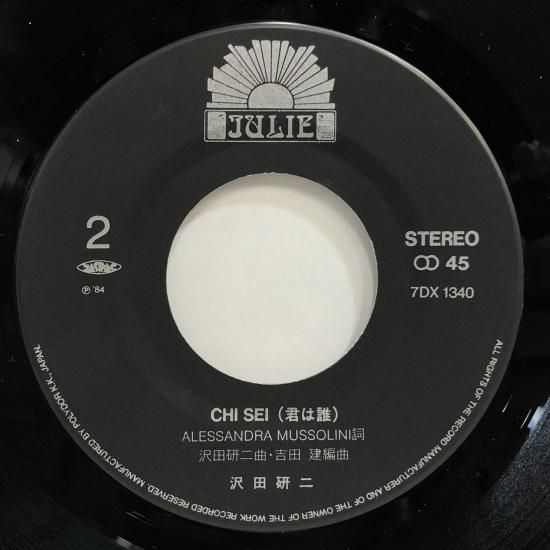 JULIE
2
STEREO
45
℗'84
7DX 1340
CHI SEI (君は誰)
ALESSANDRA MUSSOLINI詞
沢田研二曲・吉田 建編曲
沢田研二
ALL RIGHTS OF THE RECORD MANUFACTURER AND OF THE OWNER OF THE WORK RECORDED RESERVED. MANUFACTURED BY POLYDOR K.K., JAPAN.